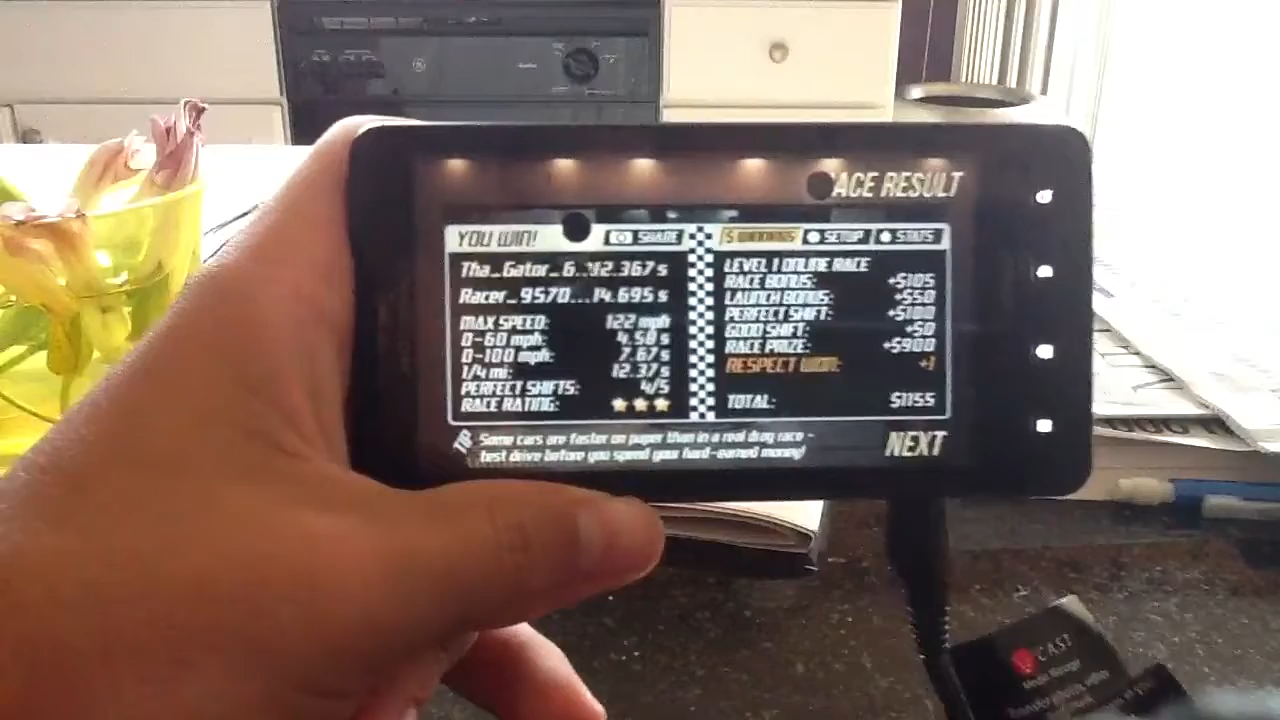 ACE RESULT
YOU WIN!
SHARE
$ WINNINGS
SETUP
STATS
Tha_Gator_6... 12.367 s
Racer_9570... 14.695 s
MAX SPEED: 122 mph
0-60 mph: 4.58 s
0-100 mph: 7.67 s
1/4 mi: 12.37 s
PERFECT SHIFTS: 4/5
RACE RATING:
LEVEL 1 ONLINE RACE
RACE BONUS: +$105
LAUNCH BONUS: +$50
PERFECT SHIFT: +$100
GOOD SHIFT: +$0
RACE PRIZE: +$900
RESPECT WON: +1
TOTAL: $1155
Some cars are faster on paper than in a real drag race -
test drive before you spend your hard-earned money!
NEXT
CAST